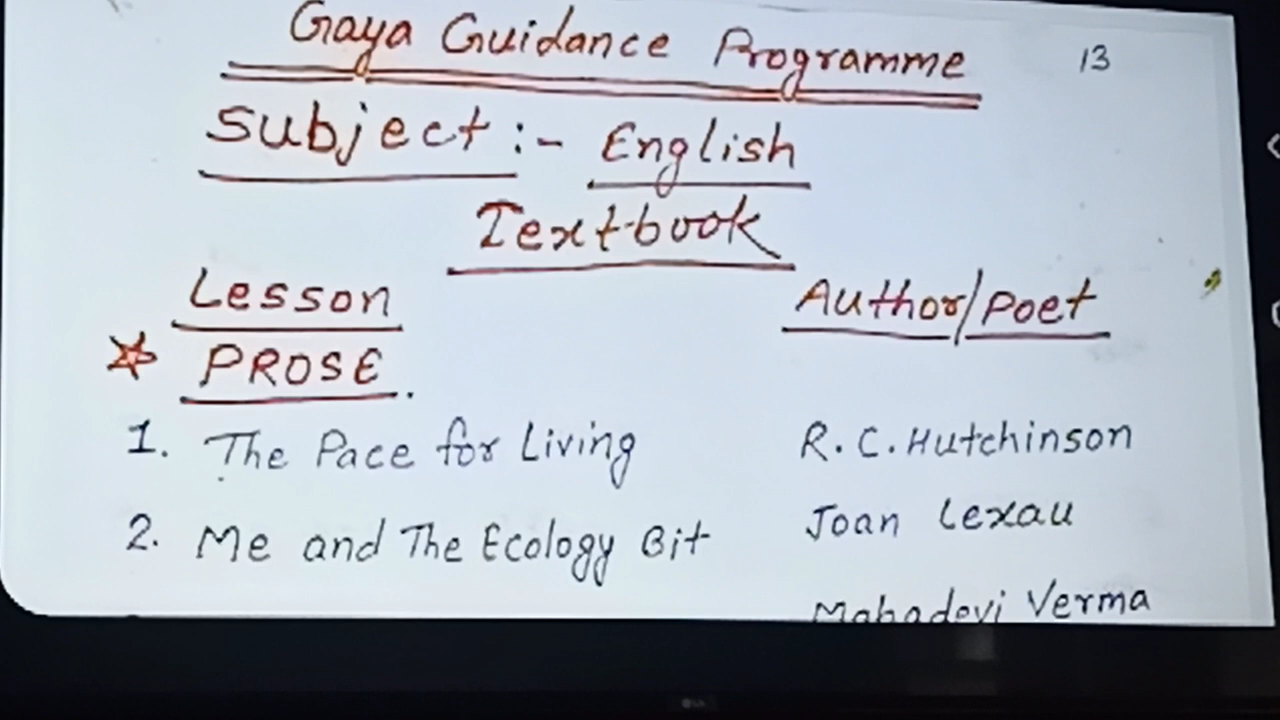 Gaya Guidance Programme 13
Subject :- English
Textbook
Lesson Author/Poet
PROSE.
1. The Pace for Living R.C. Hutchinson
2. Me and The Ecology Bit Joan Lexau
Mahadevi Verma